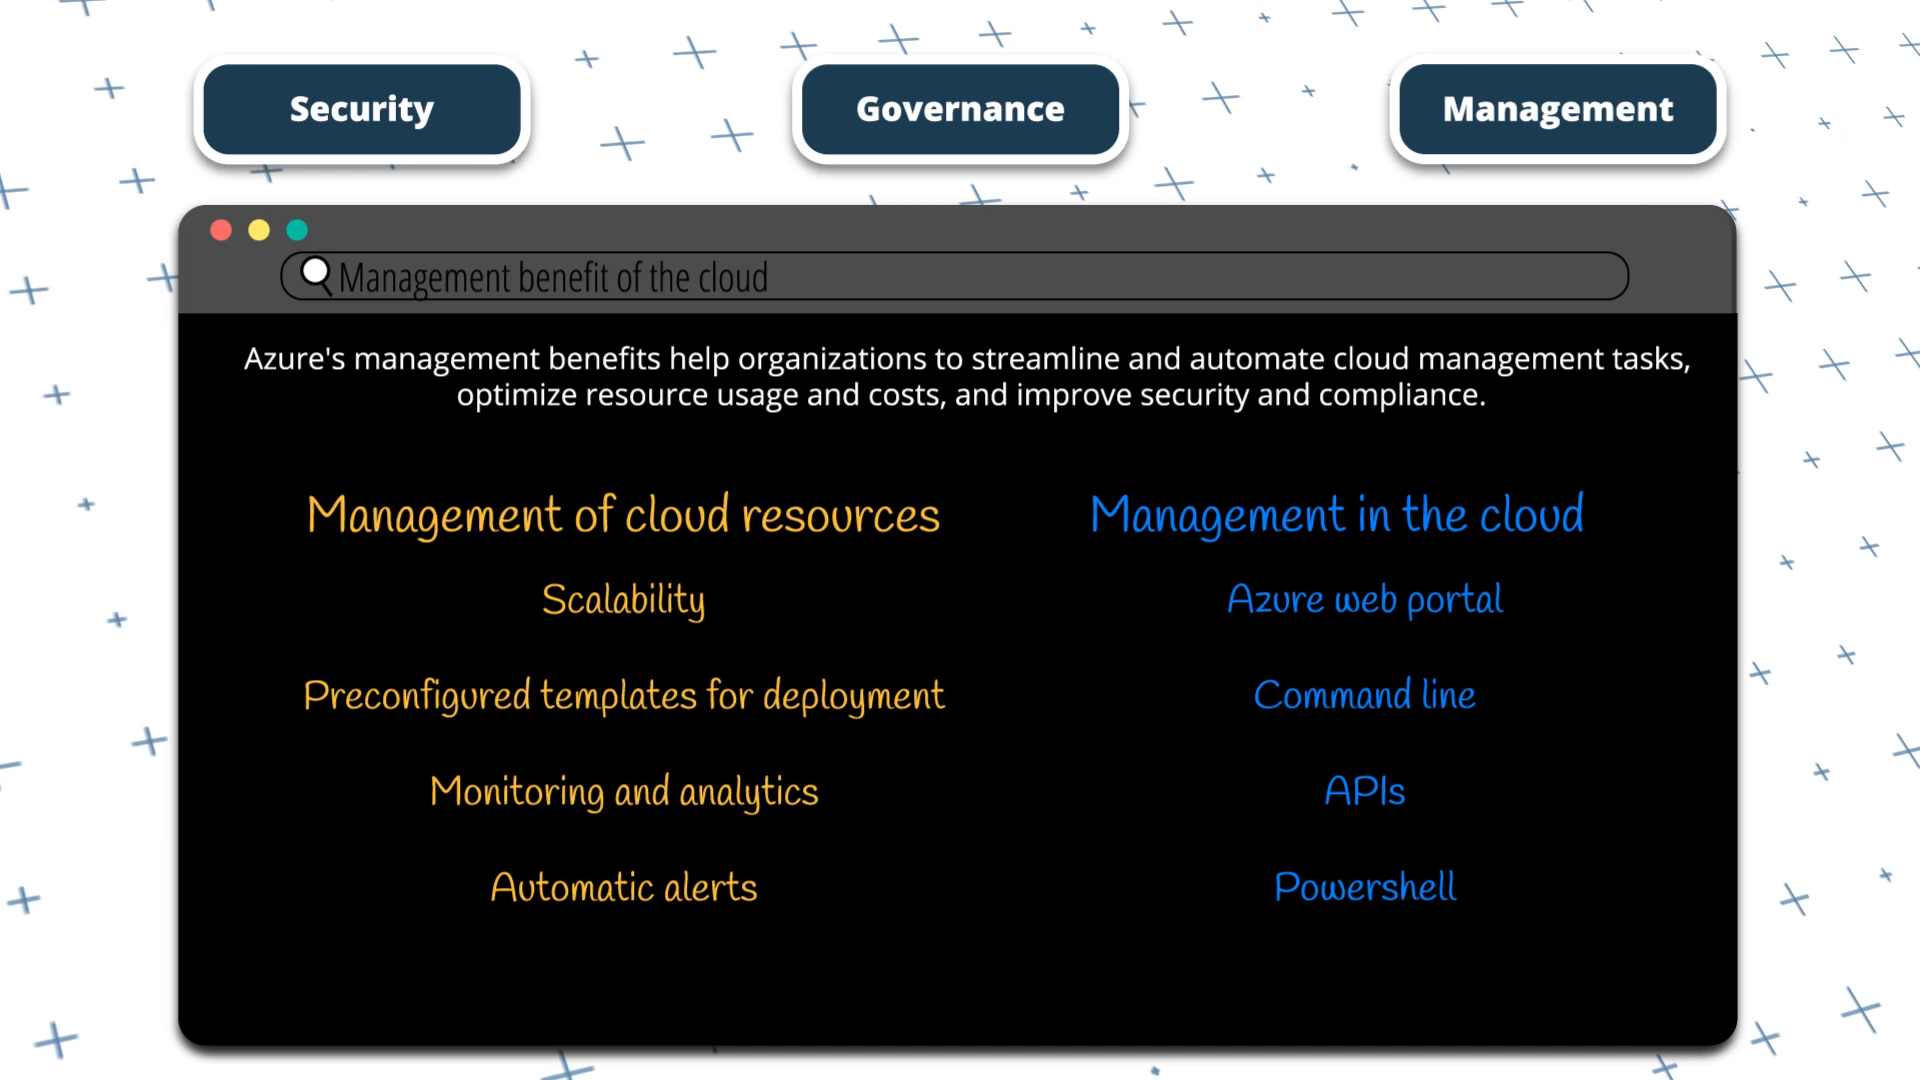 Security
Governance
Management
Management benefit of the cloud
Azure's management benefits help organizations to streamline and automate cloud management tasks,
optimize resource usage and costs, and improve security and compliance.
Management of cloud resources
Scalability
Preconfigured templates for deployment
Monitoring and analytics
Automatic alerts
Management in the cloud
Azure web portal
Command line
APIs
Powershell